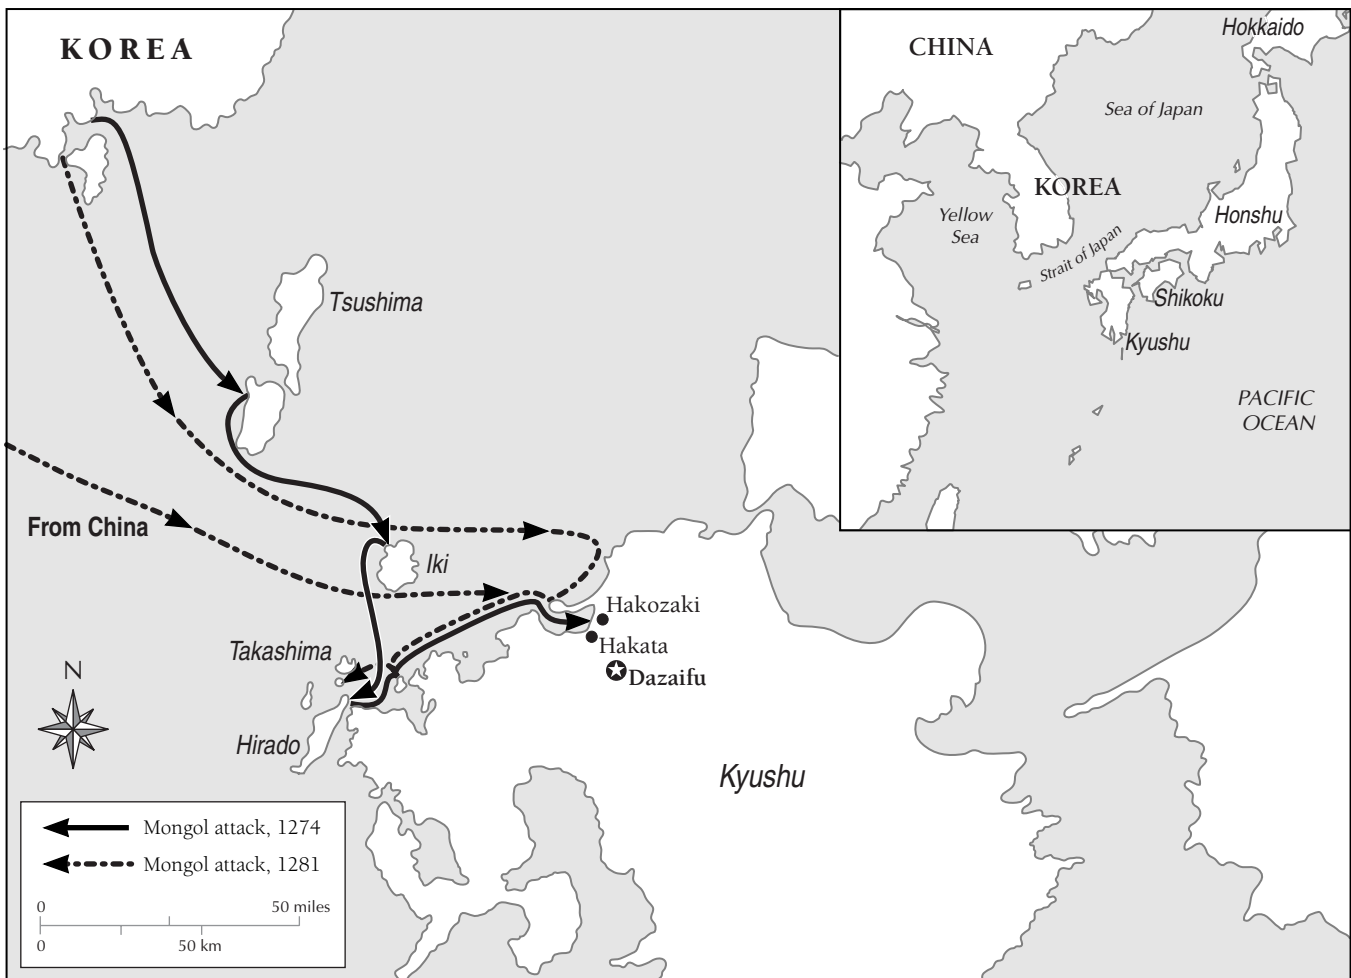 KOREA
Tsushima
From China
Iki
Hakozaki
Hakata
Dazaifu
Takashima
N
Hirado
Kyushu
Mongol attack, 1274
Mongol attack, 1281
0
50 miles
0
50 km
Hokkaido
CHINA
Sea of Japan
KOREA
Yellow
Sea
Honshu
Strait of Japan
Shikoku
Kyushu
PACIFIC
OCEAN